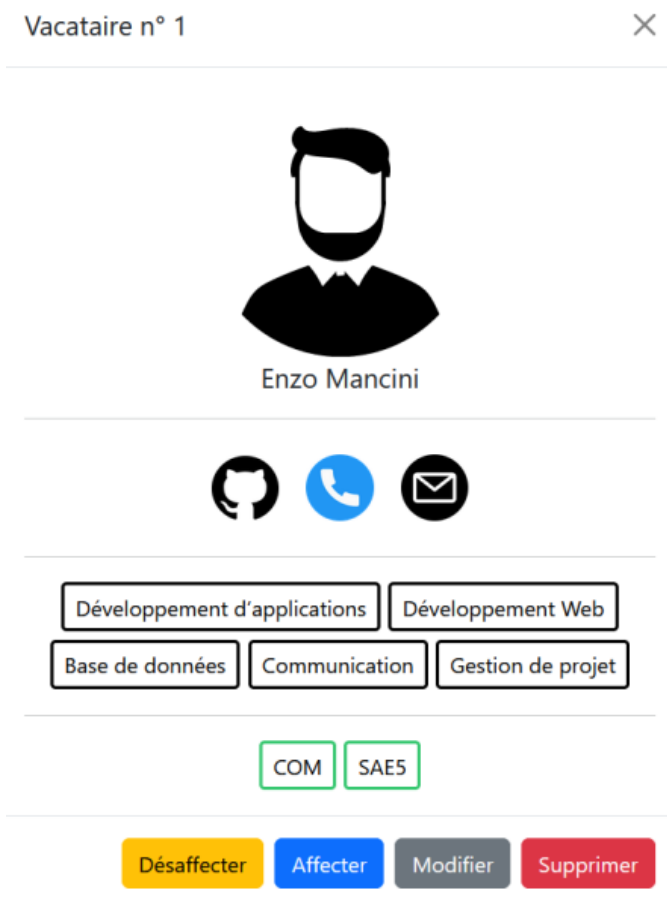 Vacataire n° 1
Enzo Mancini
Développement d'applications Développement Web
Base de données Communication Gestion de projet
COM SAE5
Désaffecter Affecter Modifier Supprimer